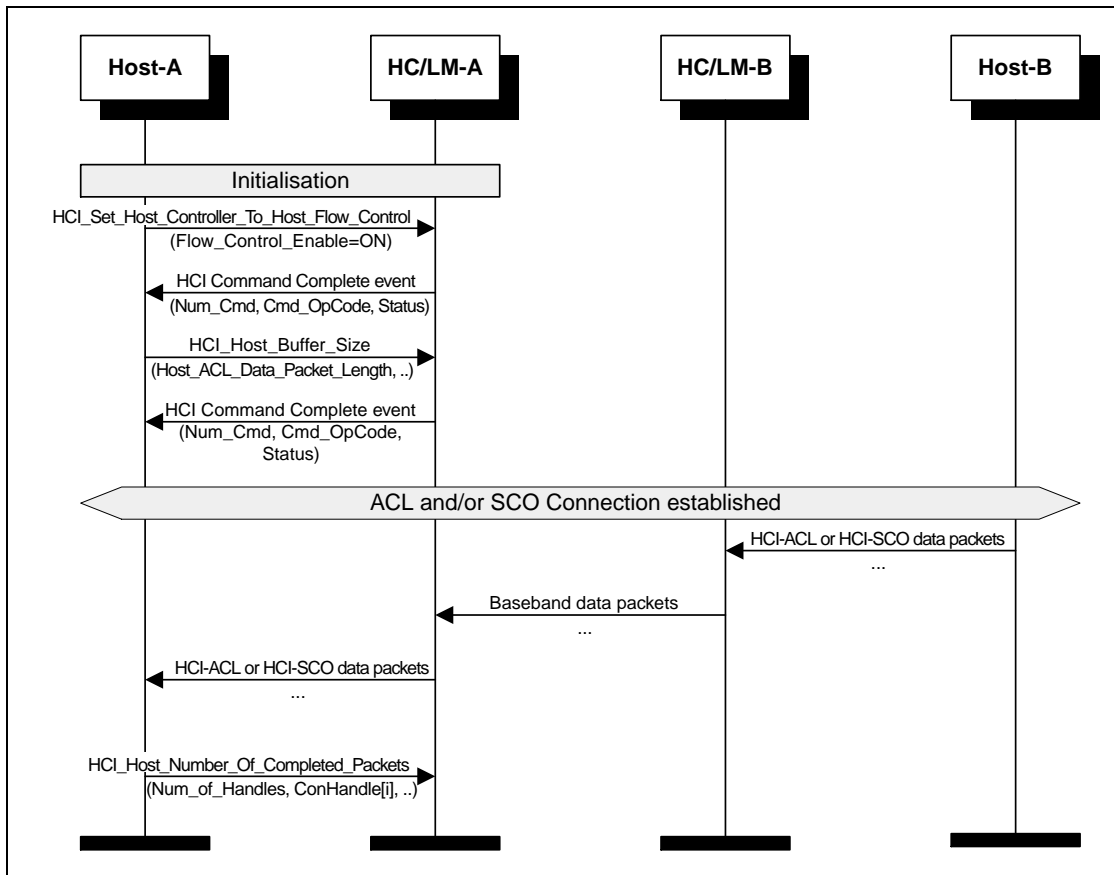 Host-A
HC/LM-A
HC/LM-B
Host-B
Initialisation
HCI_Set_Host_Controller_To_Host_Flow_Control
(Flow_Control_Enable=ON)
HCI Command Complete event
(Num_Cmd, Cmd_OpCode, Status)
HCI_Host_Buffer_Size
(Host_ACL_Data_Packet_Length, ..)
HCI Command Complete event
(Num_Cmd, Cmd_OpCode,
Status)
ACL and/or SCO Connection established
HCI-ACL or HCI-SCO data packets
...
Baseband data packets
...
HCI-ACL or HCI-SCO data packets
...
HCI_Host_Number_Of_Completed_Packets
(Num_of_Handles, ConHandle[i], ..)